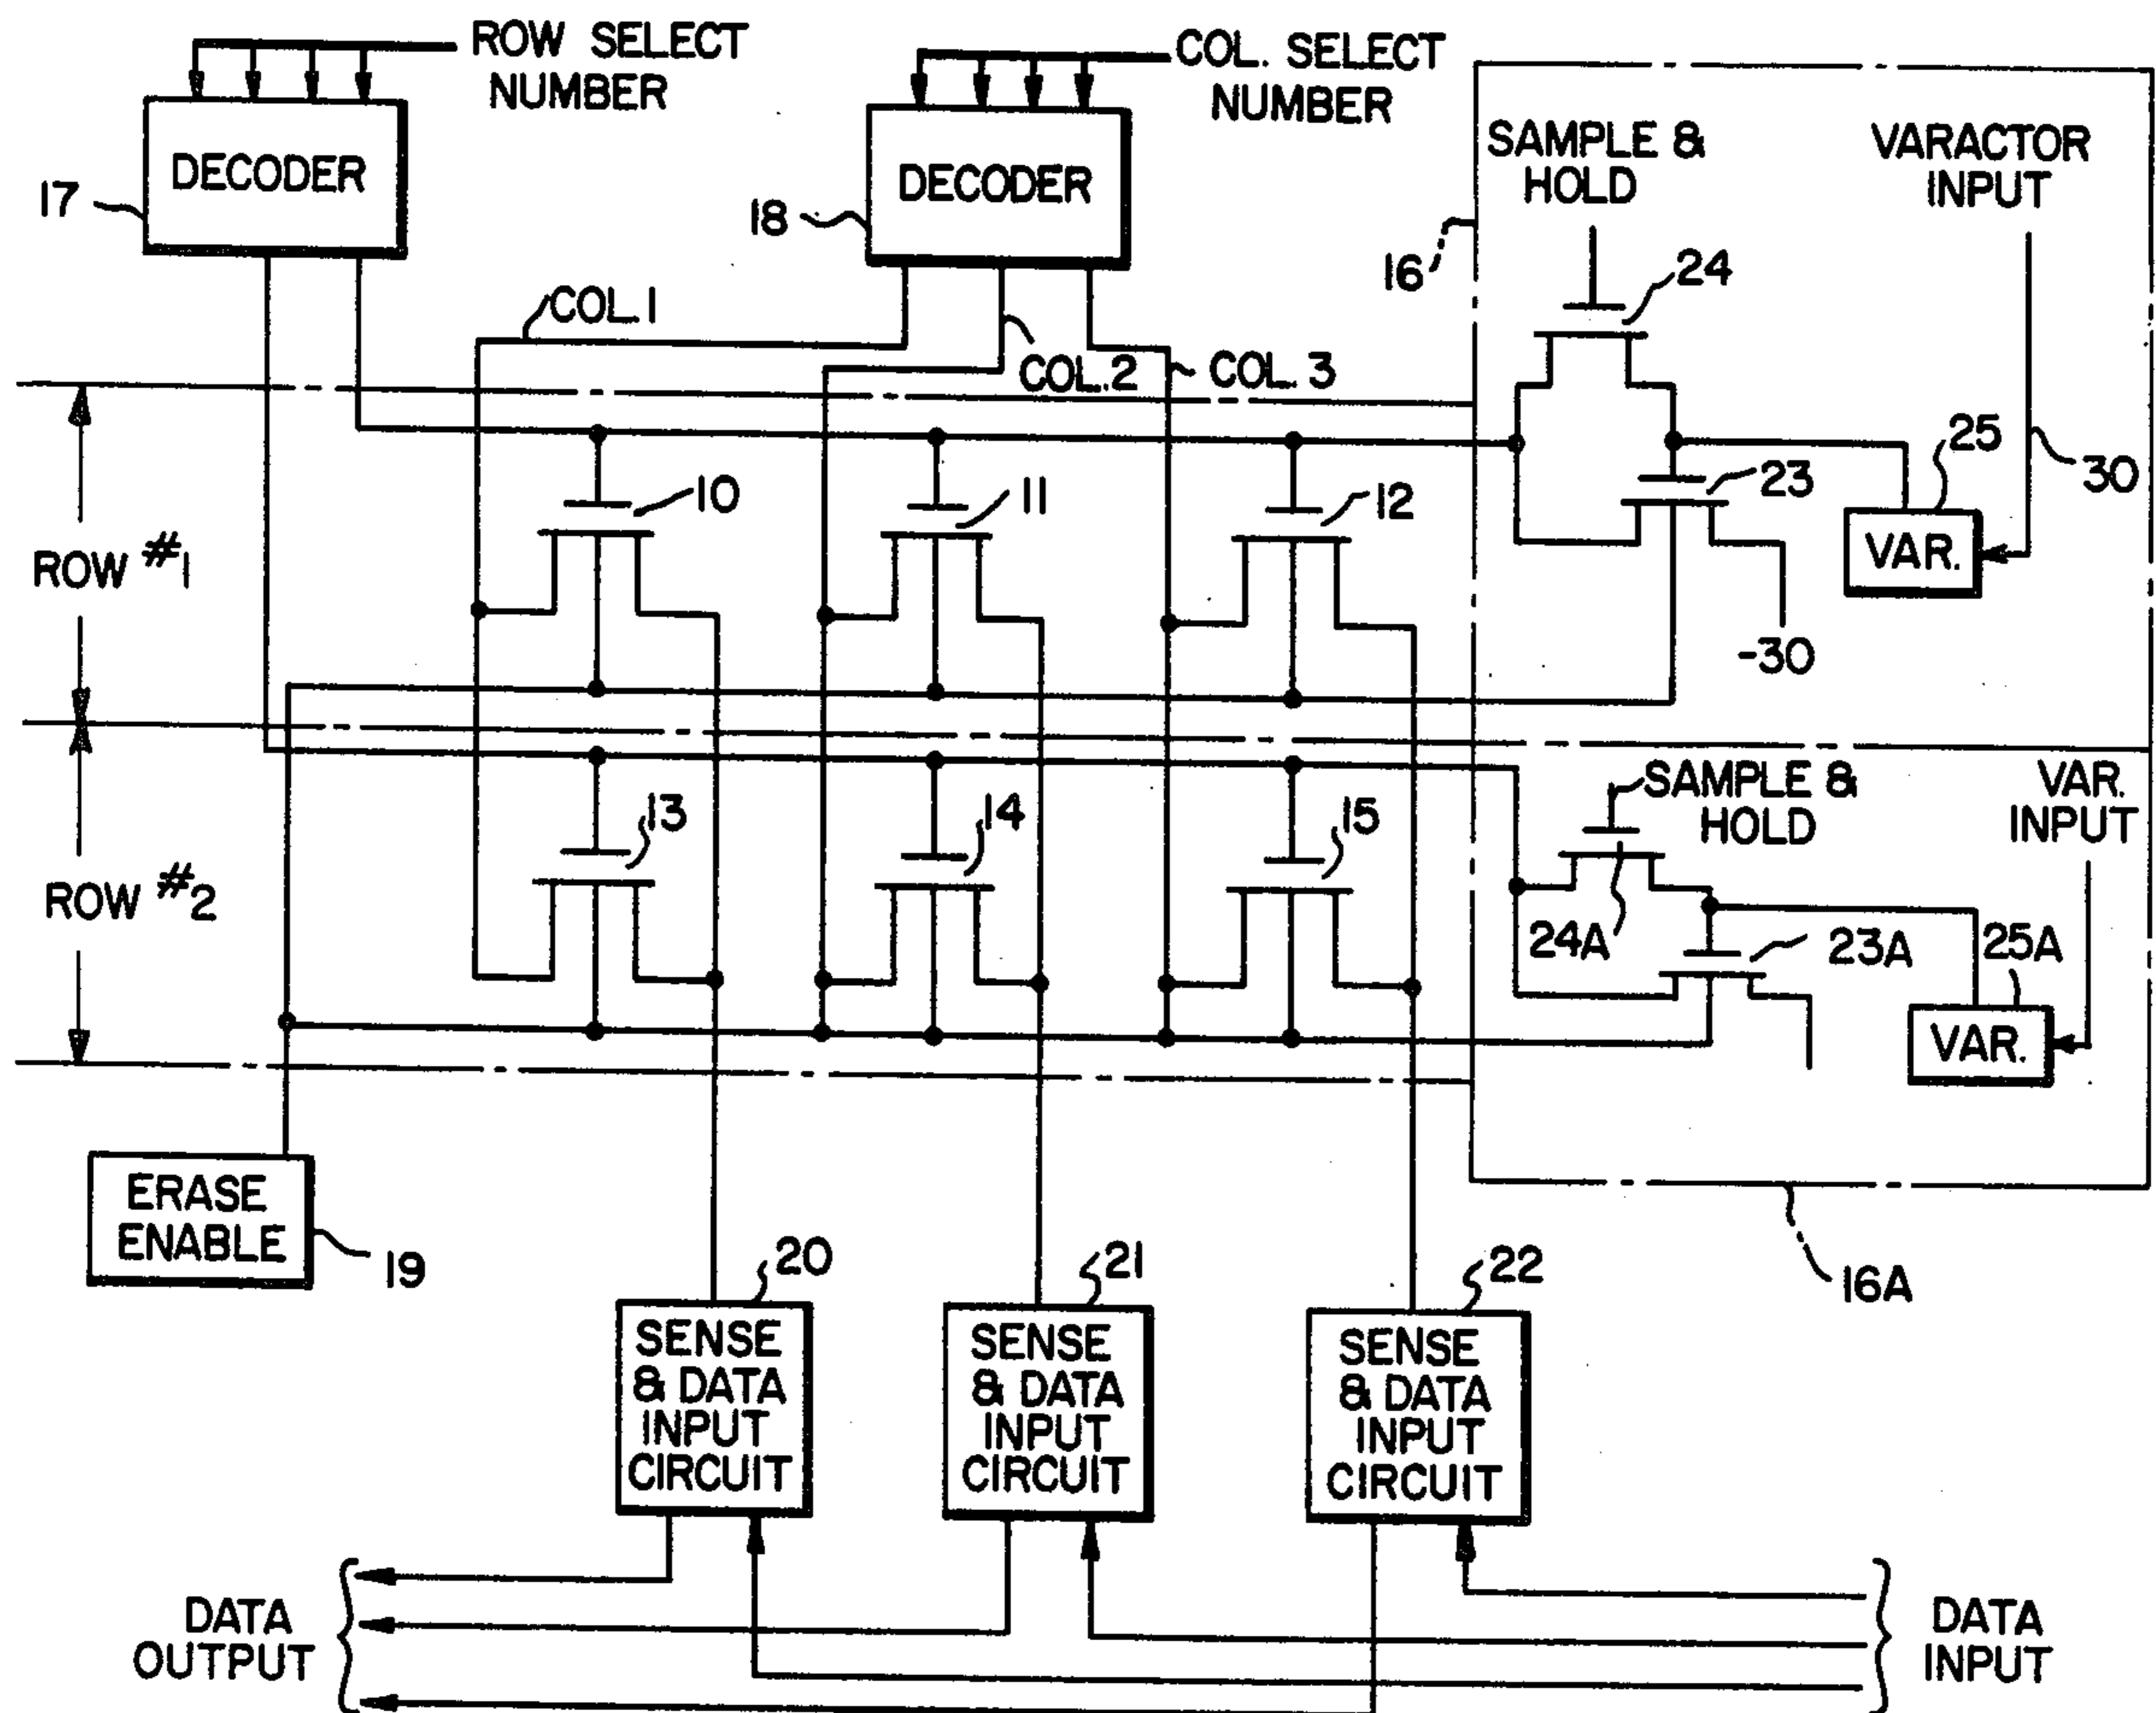 ROW SELECT
NUMBER
COL. SELECT
NUMBER
DECODER
17
DECODER
18
SAMPLE &
HOLD
VARACTOR
INPUT
16
24
COL. 1
COL. 2
COL. 3
25
30
23
VAR.
-30
10
11
12
ROW #1
ROW #2
13
14
15
SAMPLE &
HOLD
VAR.
INPUT
24A
23A
25A
VAR.
ERASE
ENABLE
19
16A
20
21
22
SENSE
& DATA
INPUT
CIRCUIT
SENSE
& DATA
INPUT
CIRCUIT
SENSE
& DATA
INPUT
CIRCUIT
DATA
OUTPUT
DATA
INPUT